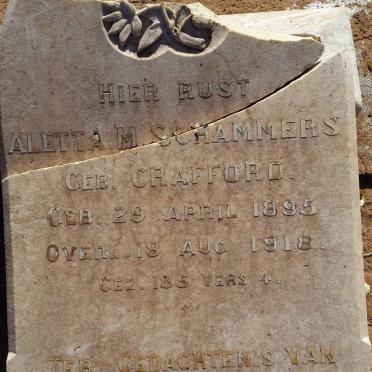 HIER RUST
ALETTA M. SCHAMMERS
GEB. CRAFFORD.
GEB. 29 APRIL 1895
OVERL. 18 AUG. 1918.
GEZ. 185 VERS 4.
TER GEDACHTENIS VAN